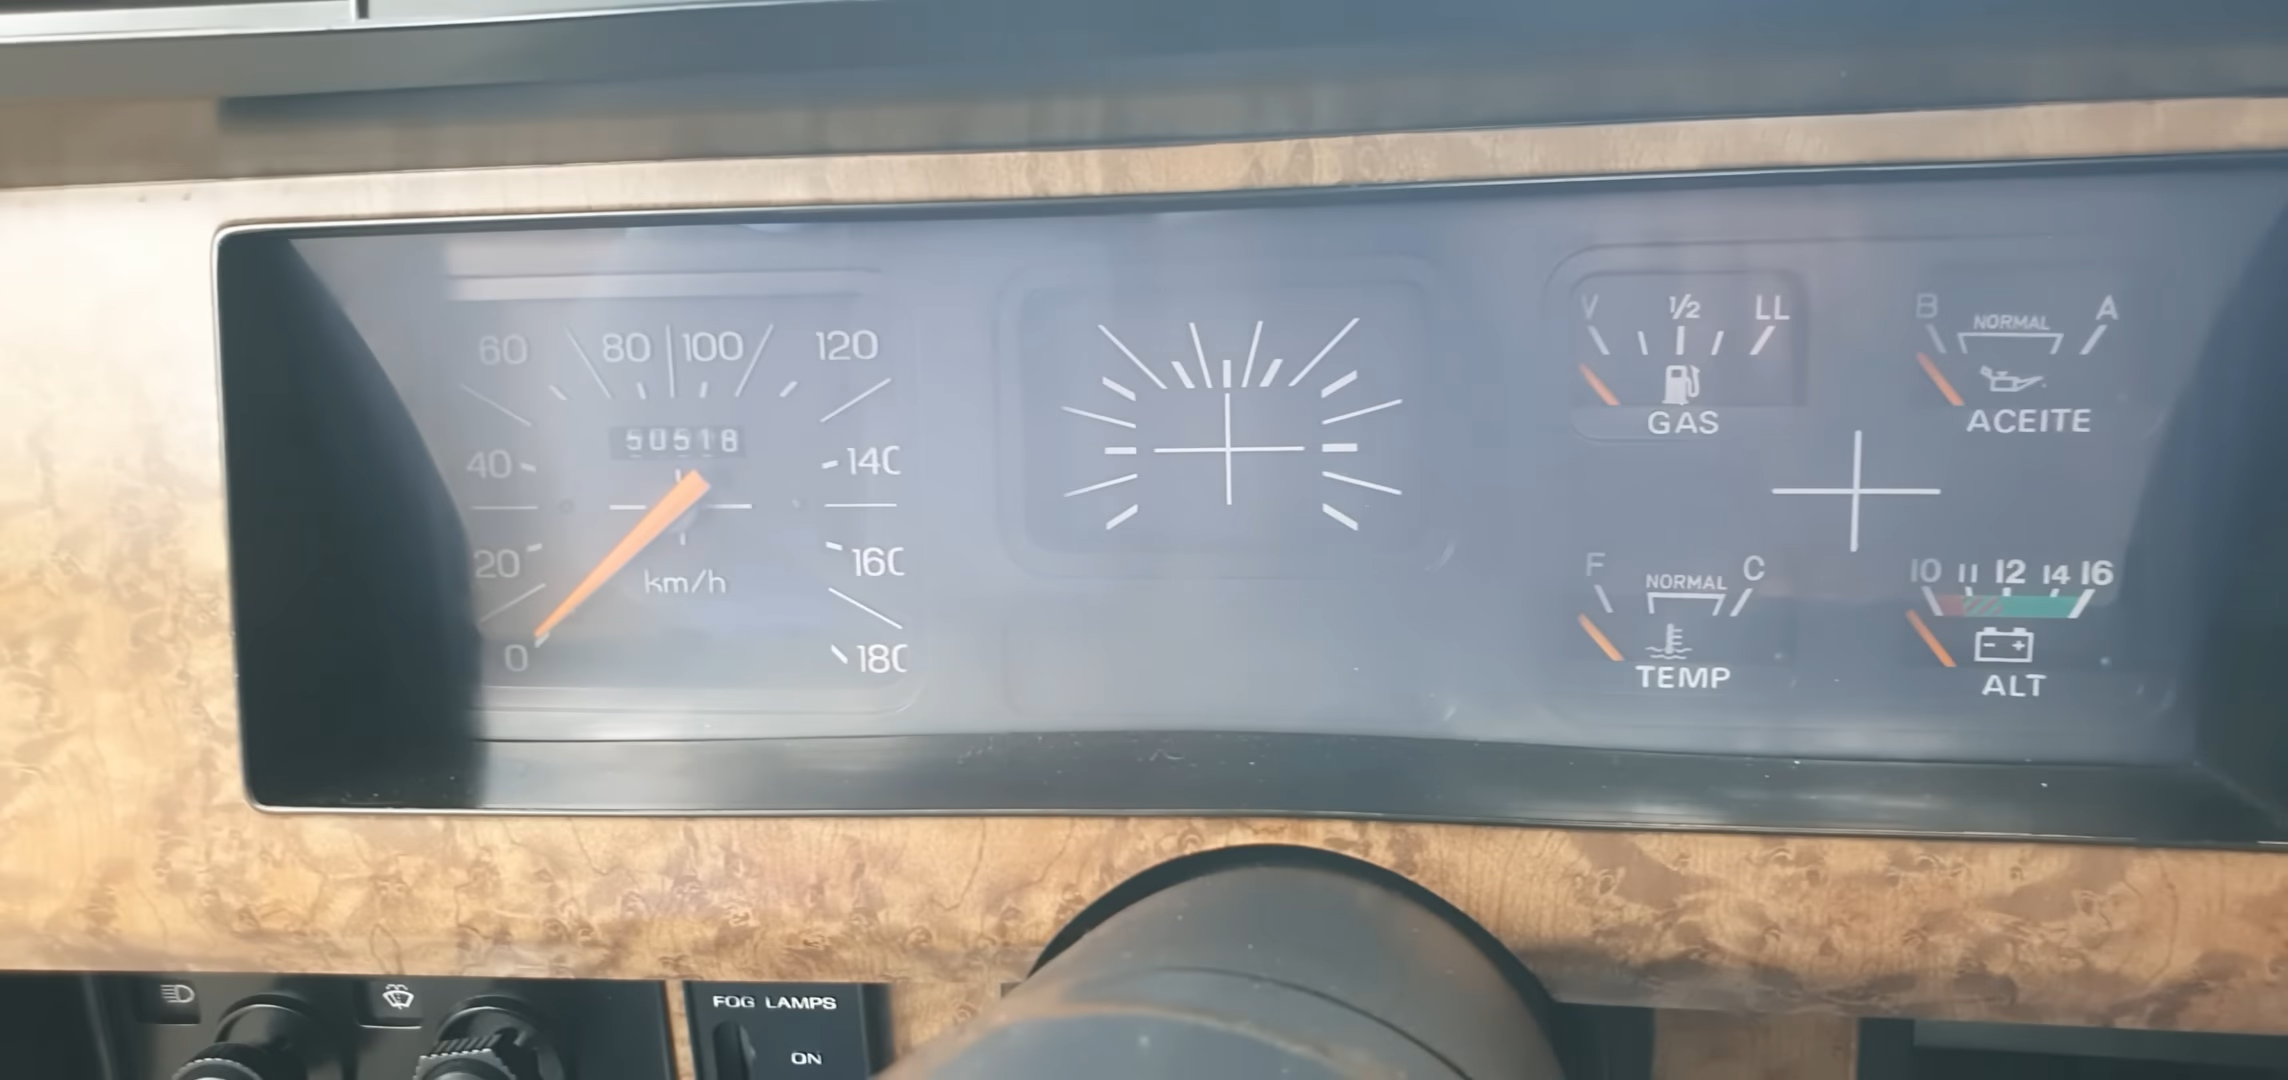 60 80 100 120
50518
40 140
20 160
km/h
0 180
V 1/2 LL
GAS
B NORMAL A
ACEITE
F NORMAL C
TEMP
10 11 12 14 16
ALT
FOG LAMPS
ON